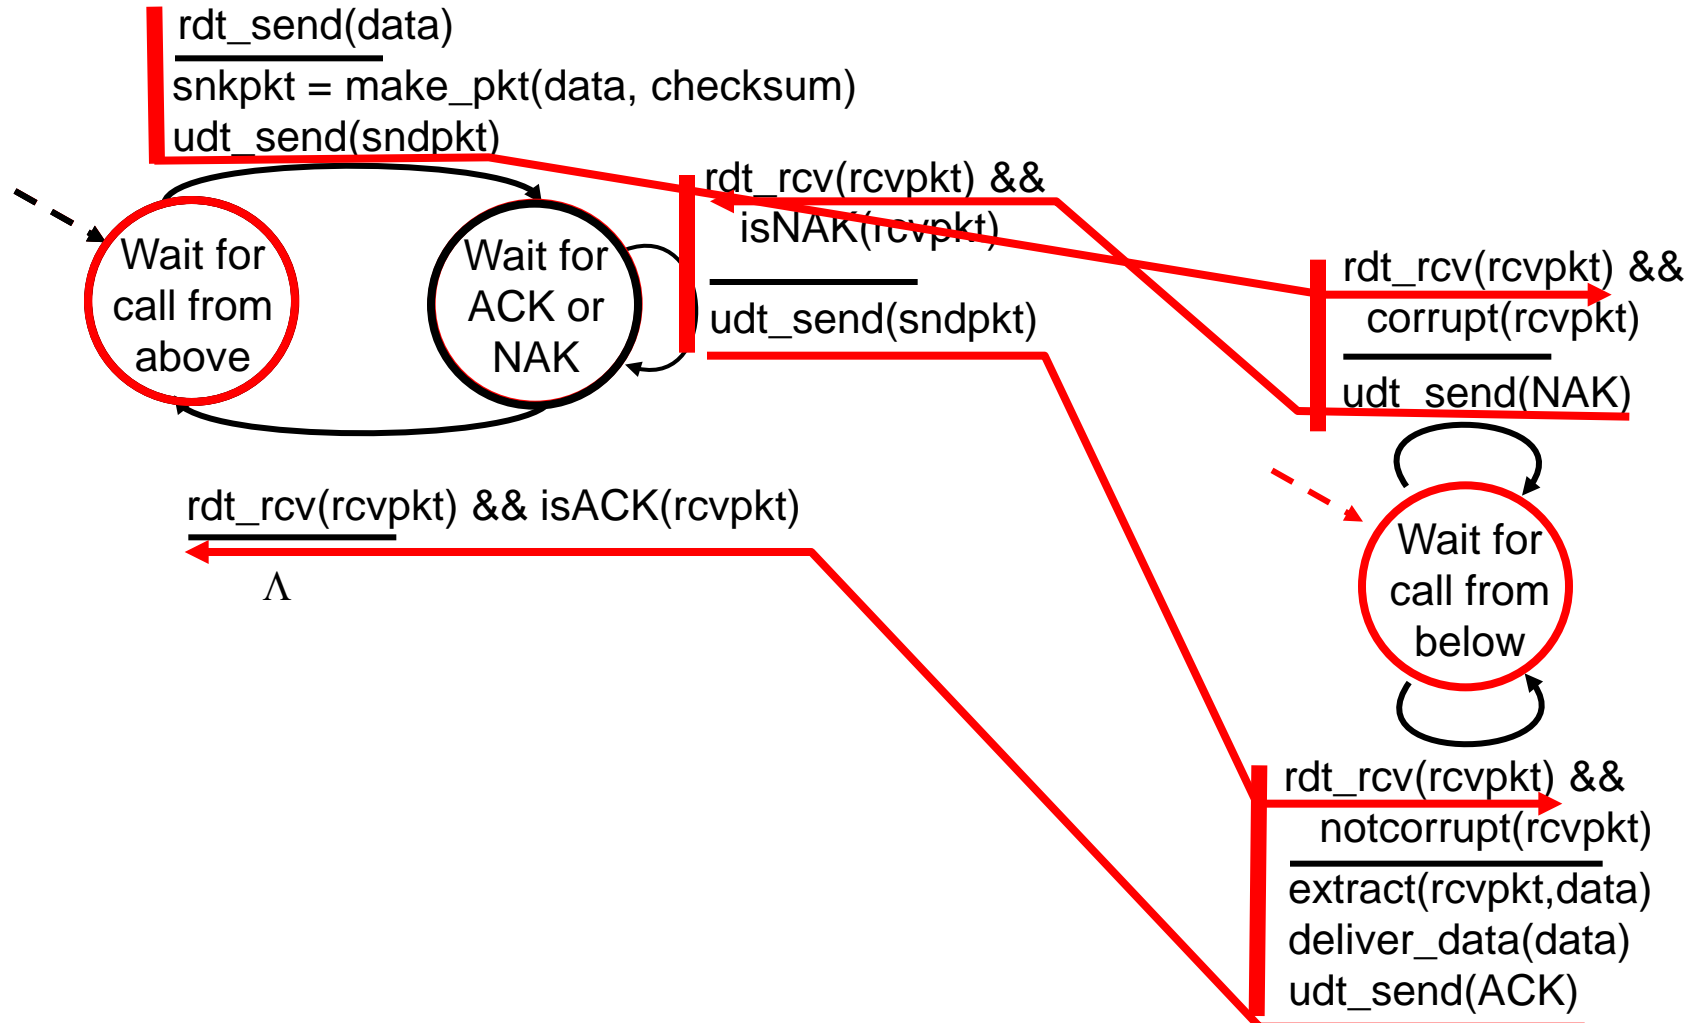 rdt_send(data)
snkpkt = make_pkt(data, checksum)
udt_send(sndpkt)
Wait for
call from
above
Wait for
ACK or
NAK
rdt_rcv(rcvpkt) &&
isNAK(rcvpkt)
udt_send(sndpkt)
rdt_rcv(rcvpkt) && isACK(rcvpkt)
Λ
rdt_rcv(rcvpkt) &&
corrupt(rcvpkt)
udt_send(NAK)
Wait for
call from
below
rdt_rcv(rcvpkt) &&
notcorrupt(rcvpkt)
extract(rcvpkt,data)
deliver_data(data)
udt_send(ACK)